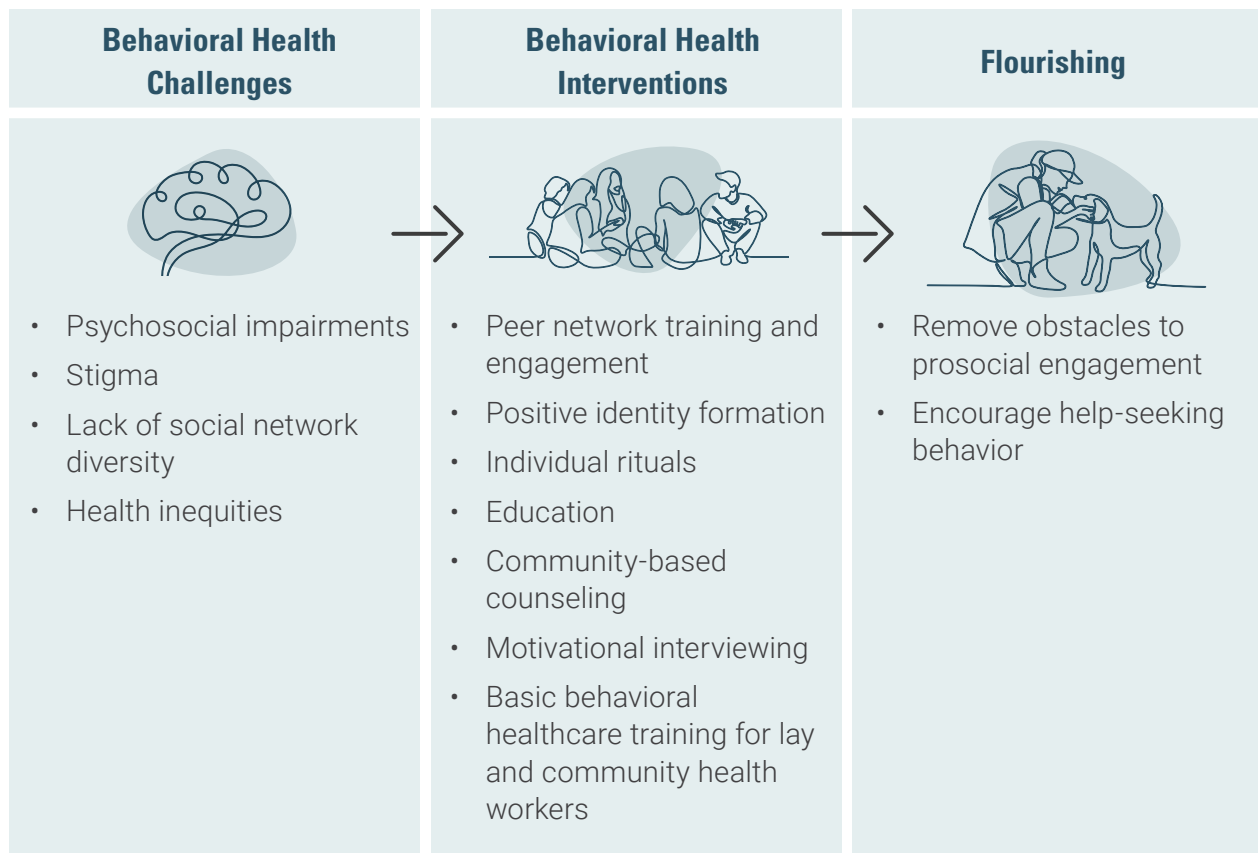 Behavioral Health
Challenges
• Psychosocial impairments
• Stigma
• Lack of social network
diversity
• Health inequities
Behavioral Health
Interventions
• Peer network training and
engagement
• Positive identity formation
• Individual rituals
• Education
• Community-based
counseling
• Motivational interviewing
• Basic behavioral
healthcare training for lay
and community health
workers
Flourishing
• Remove obstacles to
prosocial engagement
• Encourage help-seeking
behavior